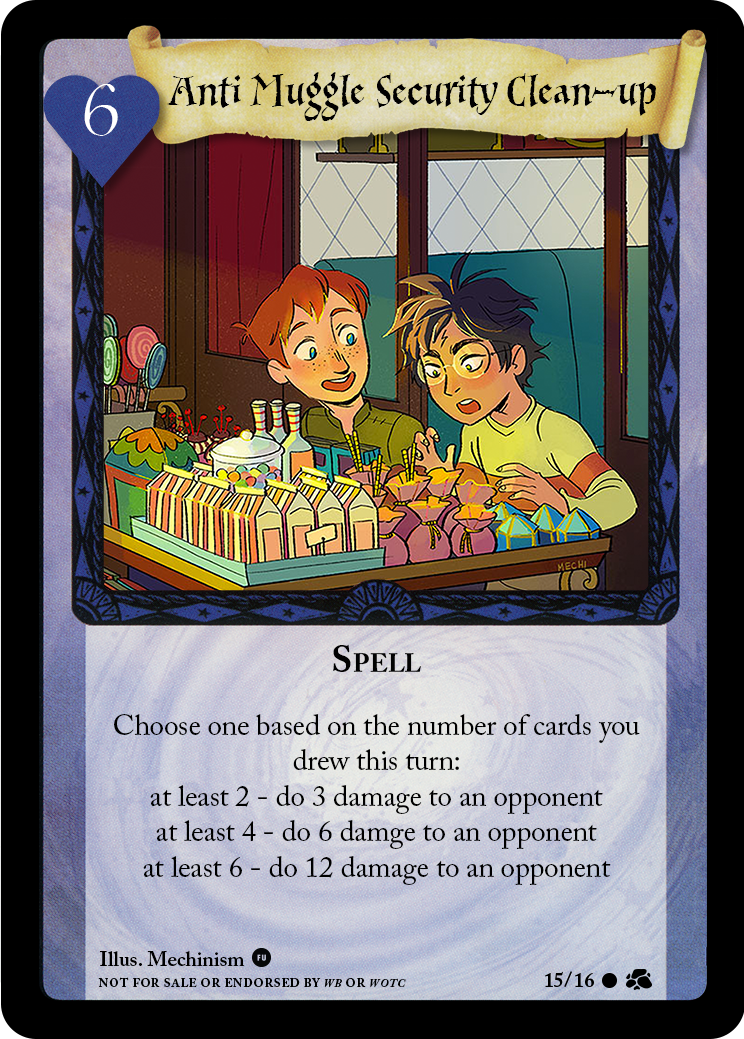 6
Anti Muggle Security Clean-up
MECHI
Spell
Choose one based on the number of cards you
drew this turn:
at least 2 - do 3 damage to an opponent
at least 4 - do 6 damge to an opponent
at least 6 - do 12 damage to an opponent
Illus. Mechinism FU
NOT FOR SALE OR ENDORSED BY WB OR WOTC
15/16